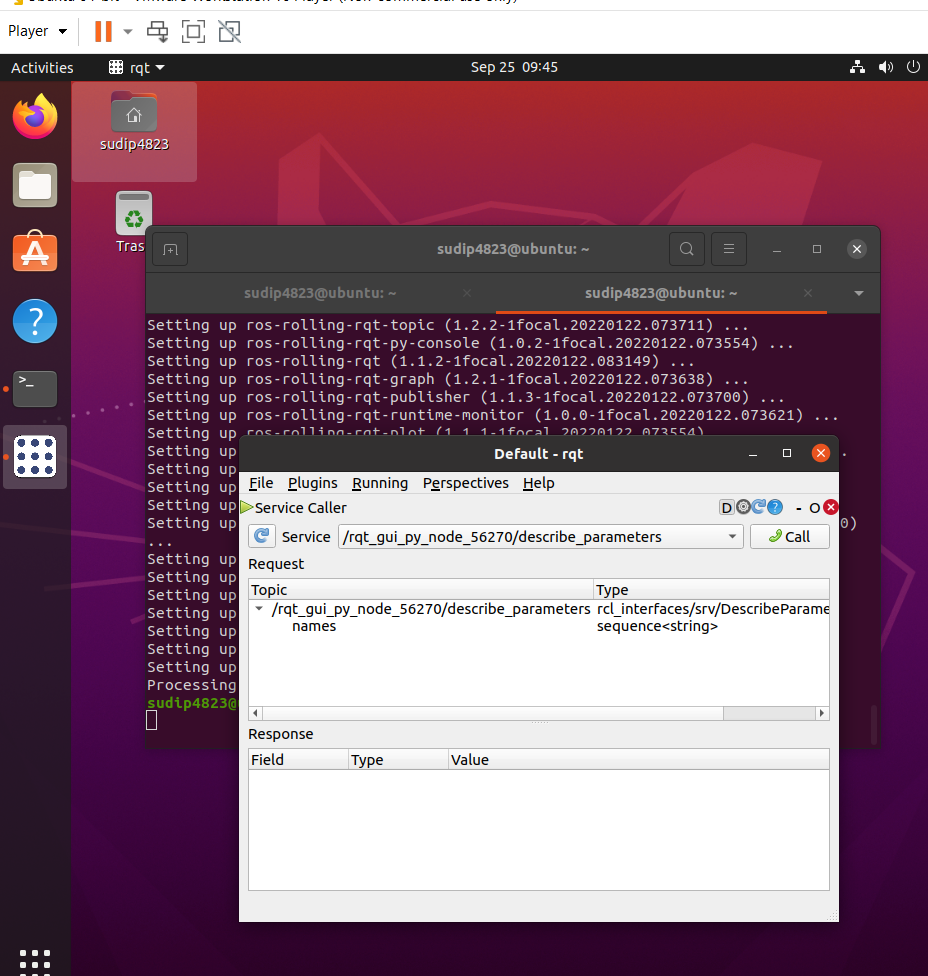 Player
Activities
rqt
Sep 25 09:45
sudip4823
Tras
sudip4823@ubuntu: ~
sudip4823@ubuntu: ~
sudip4823@ubuntu: ~
Setting up ros-rolling-rqt-topic (1.2.2-1focal.20220122.073711) ...
Setting up ros-rolling-rqt-py-console (1.0.2-1focal.20220122.073554) ...
Setting up ros-rolling-rqt (1.1.2-1focal.20220122.083149) ...
Setting up ros-rolling-rqt-graph (1.2.1-1focal.20220122.073638) ...
Setting up ros-rolling-rqt-publisher (1.1.3-1focal.20220122.073700) ...
Setting up ros-rolling-rqt-runtime-monitor (1.0.0-1focal.20220122.073621) ...
Setting up ros-rolling-rqt-plot (1.1.1-1focal.20220122.073554)
Setting up .
Setting up
Setting up
Setting up
Setting up 0)
...
Setting up
Setting up
Setting up
Setting up
Setting up
Setting up
Setting up
Processing
sudip4823@
Default - rqt
File Plugins Running Perspectives Help
Service Caller
D ? - O
Service /rqt_gui_py_node_56270/describe_parameters Call
Request
Topic Type
/rqt_gui_py_node_56270/describe_parameters rcl_interfaces/srv/DescribeParame
names sequence<string>
Response
Field Type Value